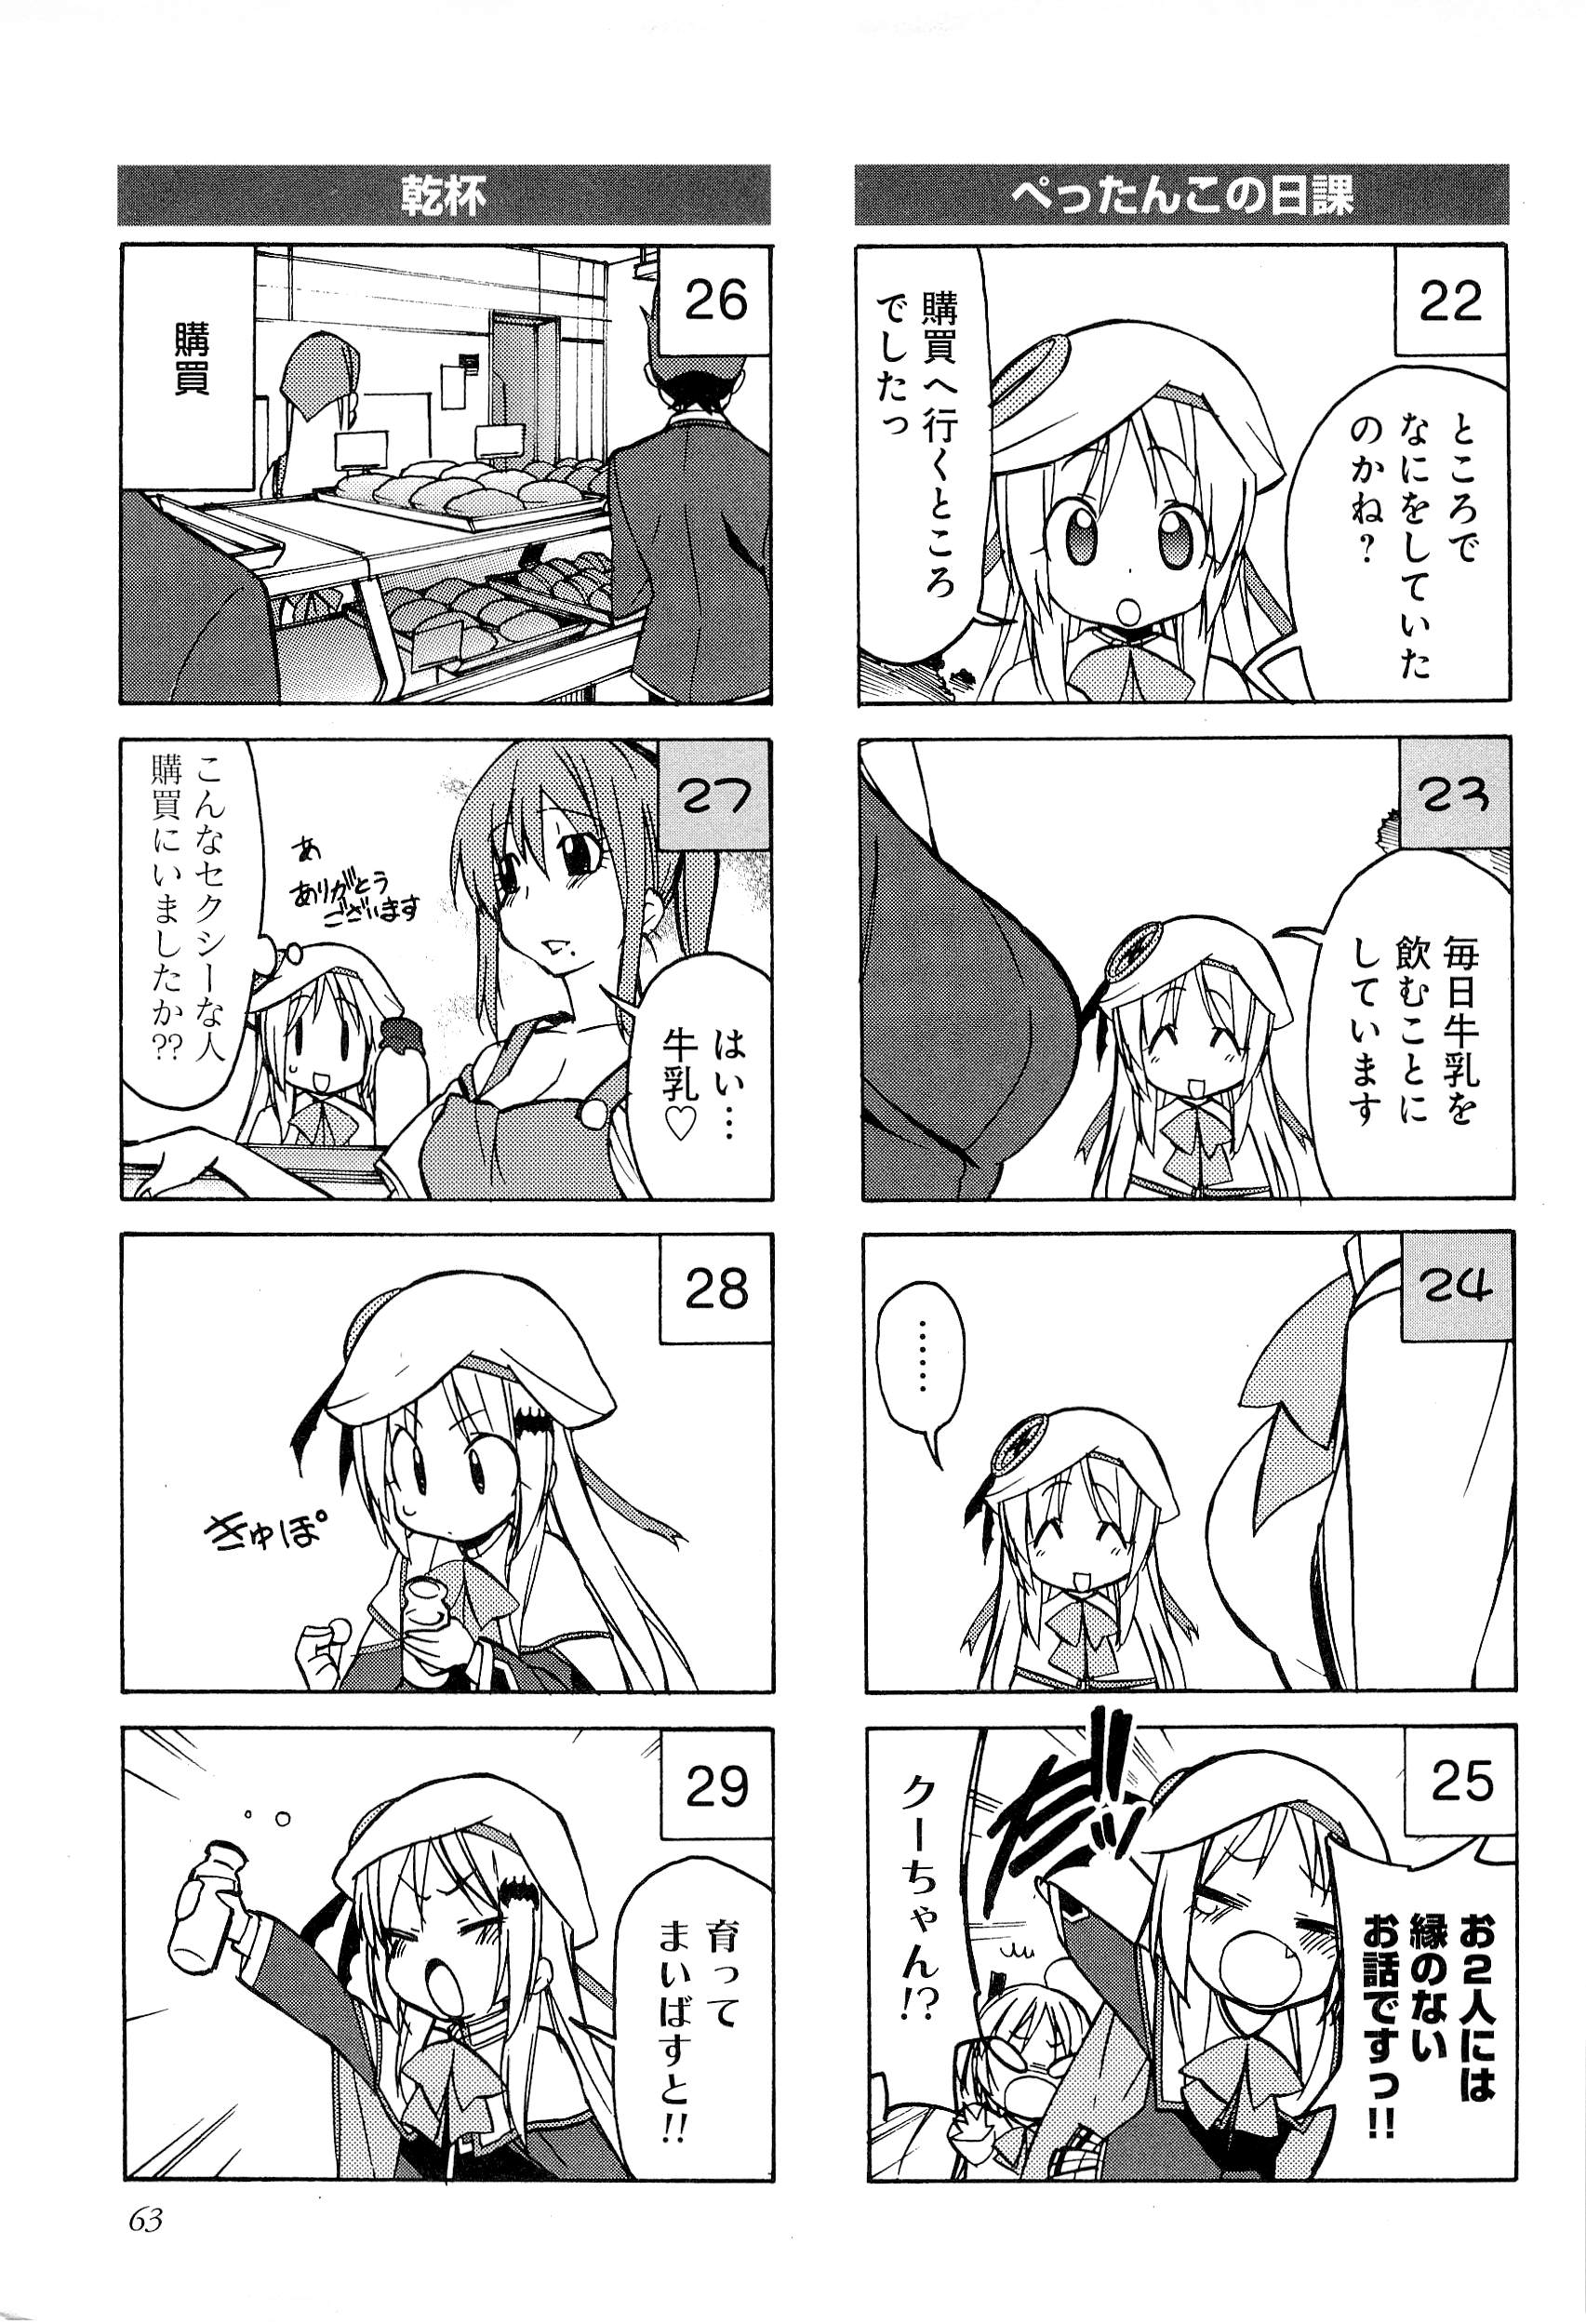 ぺったんこの日課
22
ところで
なにをしていた
のかね?
購買へ行くところ
でしたっ
23
毎日牛乳を
飲むことに
しています
24
……
25
お2人には
縁のない
お話ですっ!!
クーちゃん!?
乾杯
26
購買
27
はい…
牛乳♡
あ
ありがとう
ございます
こんなセクシーな人
購買にいましたか??
28
きゅぽ
29
育って
まいばすと!!
63